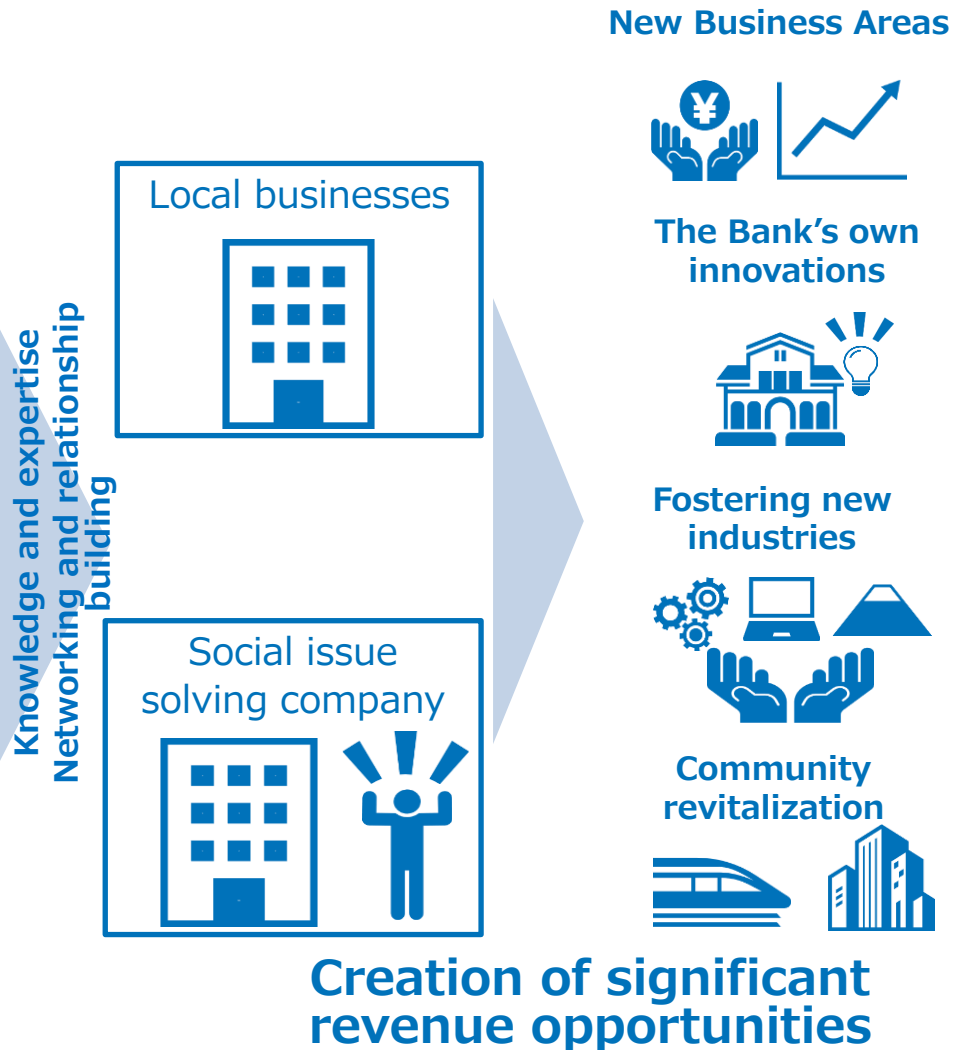 Knowledge and expertise
Networking and relationship
building
Local businesses
Social issue
solving company
New Business Areas
¥
The Bank’s own
innovations
Fostering new
industries
Community
revitalization
Creation of significant
revenue opportunities